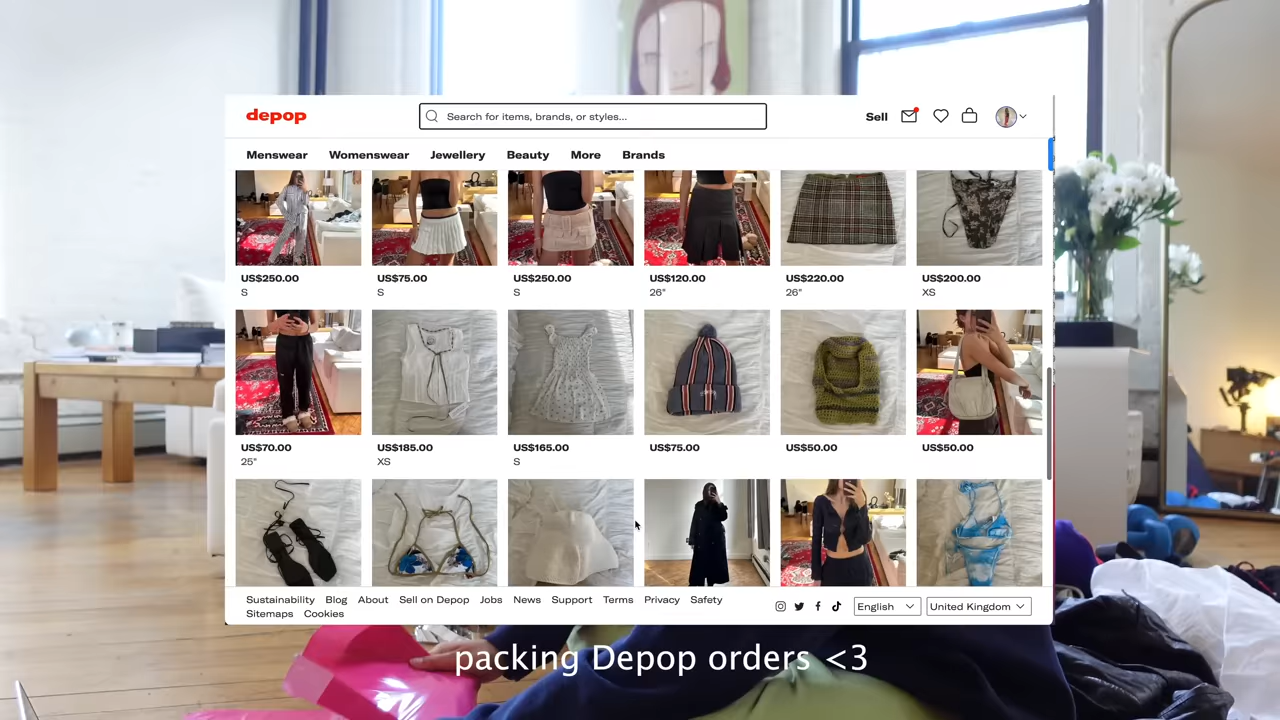 depop
Search for items, brands, or styles...
Sell
Menswear Womenswear Jewellery Beauty More Brands
US$250.00 US$75.00 US$250.00 US$120.00 US$220.00 US$200.00
S S S 26" 26" XS
US$70.00 US$185.00 US$165.00 US$75.00 US$50.00 US$50.00
25" XS S
Sustainability Blog About Sell on Depop Jobs News Support Terms Privacy Safety
Sitemaps Cookies
English United Kingdom
packing Depop orders <3